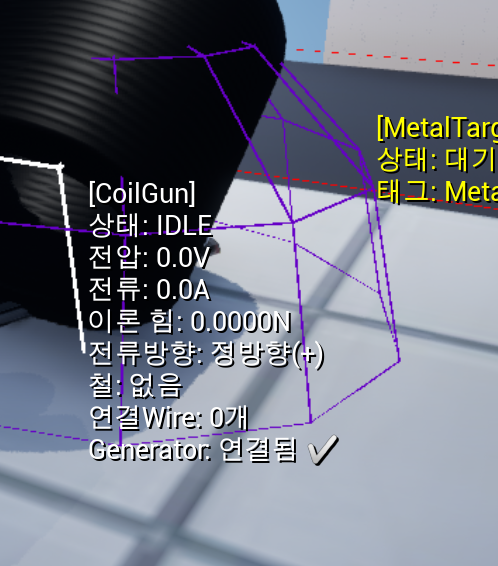 [CoilGun]
상태: IDLE
전압: 0.0V
전류: 0.0A
이론 힘: 0.0000N
전류방향: 정방향(+)
철: 없음
연결Wire: 0개
Generator: 연결됨 ✔
[MetalTarg
상태: 대기
태그: Meta